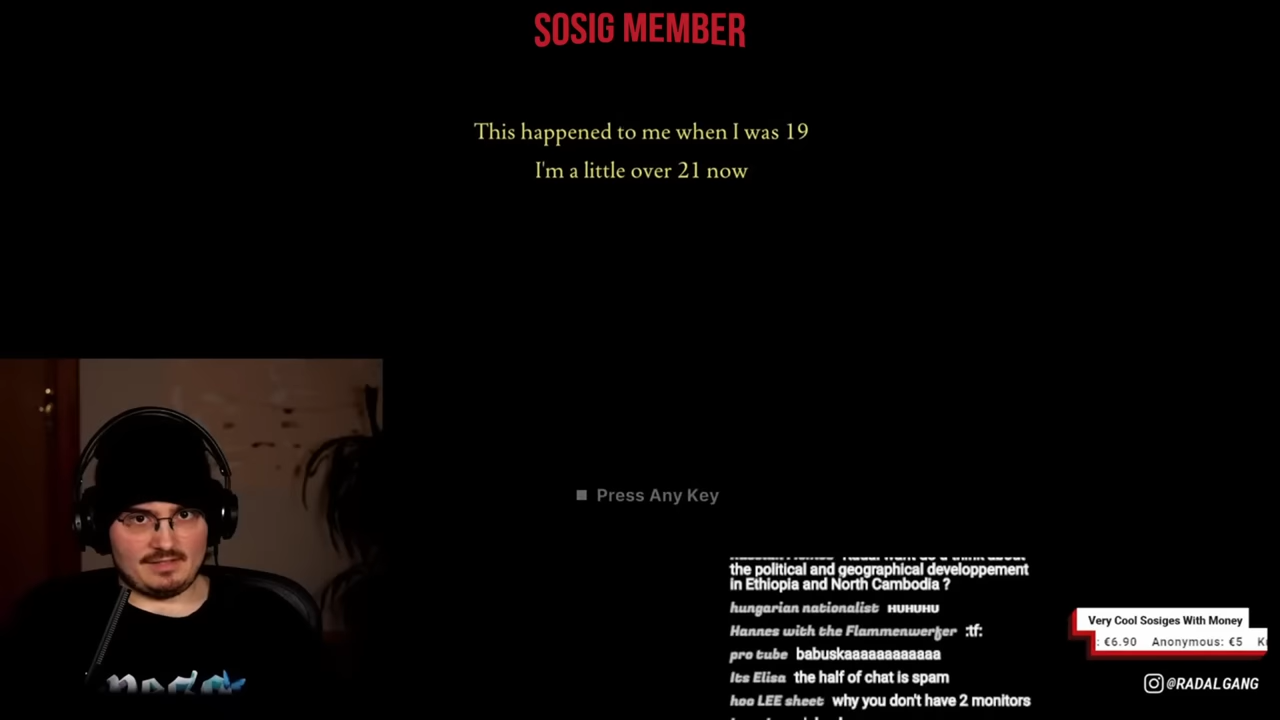 SOSIG MEMBER
This happened to me when I was 19
I'm a little over 21 now
Press Any Key
the political and geographical developpement
in Ethiopia and North Cambodia ?
hungarian nationalist HUHUHU
Hannes with the Flammenwerfer :tf:
pro tube babuskaaaaaaaaaaaa
Its Elisa the half of chat is spam
hoo LEE sheet why you don't have 2 monitors
Very Cool Sosiges With Money
: €6.90 Anonymous: €5
@RADALGANG